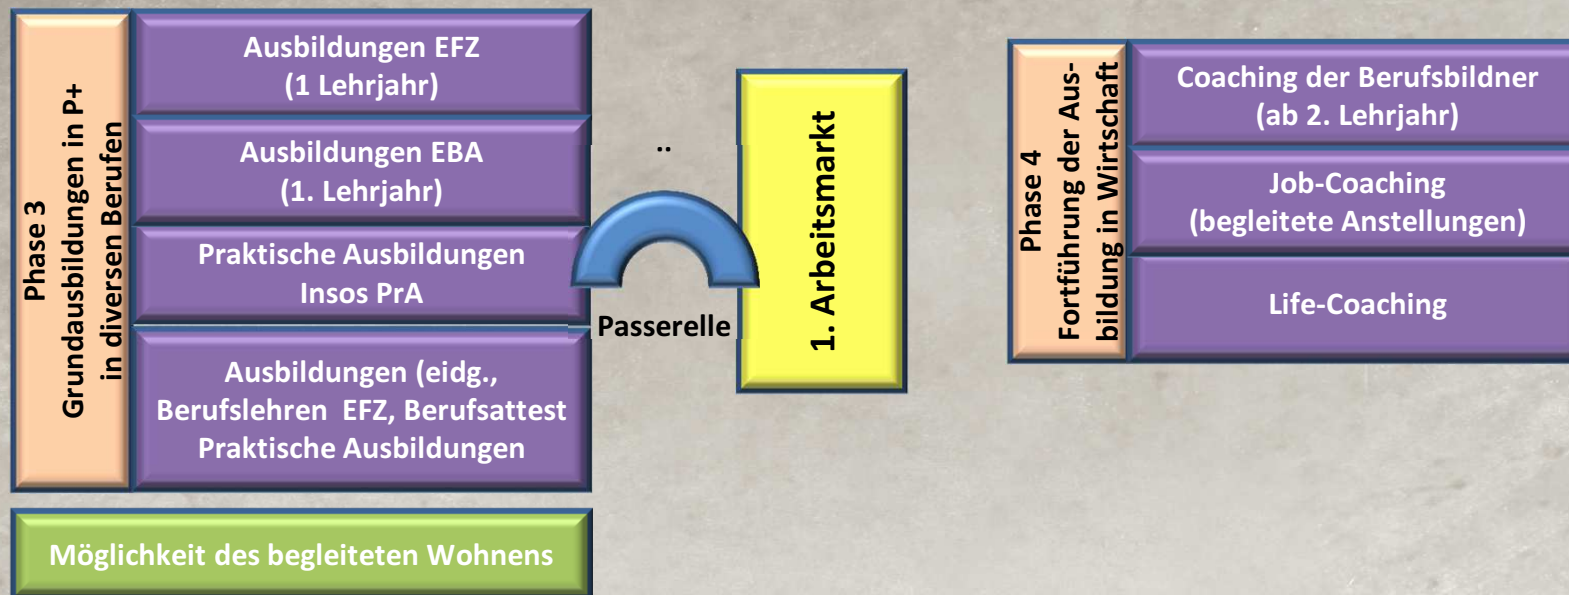 Phase 3
Grundausbildungen in P+
in diversen Berufen
Ausbildungen EFZ
(1 Lehrjahr)
Ausbildungen EBA
(1. Lehrjahr)
Praktische Ausbildungen
Insos PrA
Ausbildungen (eidg.,
Berufslehren EFZ, Berufsattest
Praktische Ausbildungen
Möglichkeit des begleiteten Wohnens
..
Passerelle
1. Arbeitsmarkt
Phase 4
Fortführung der Aus-
bildung in Wirtschaft
Coaching der Berufsbildner
(ab 2. Lehrjahr)
Job-Coaching
(begleitete Anstellungen)
Life-Coaching